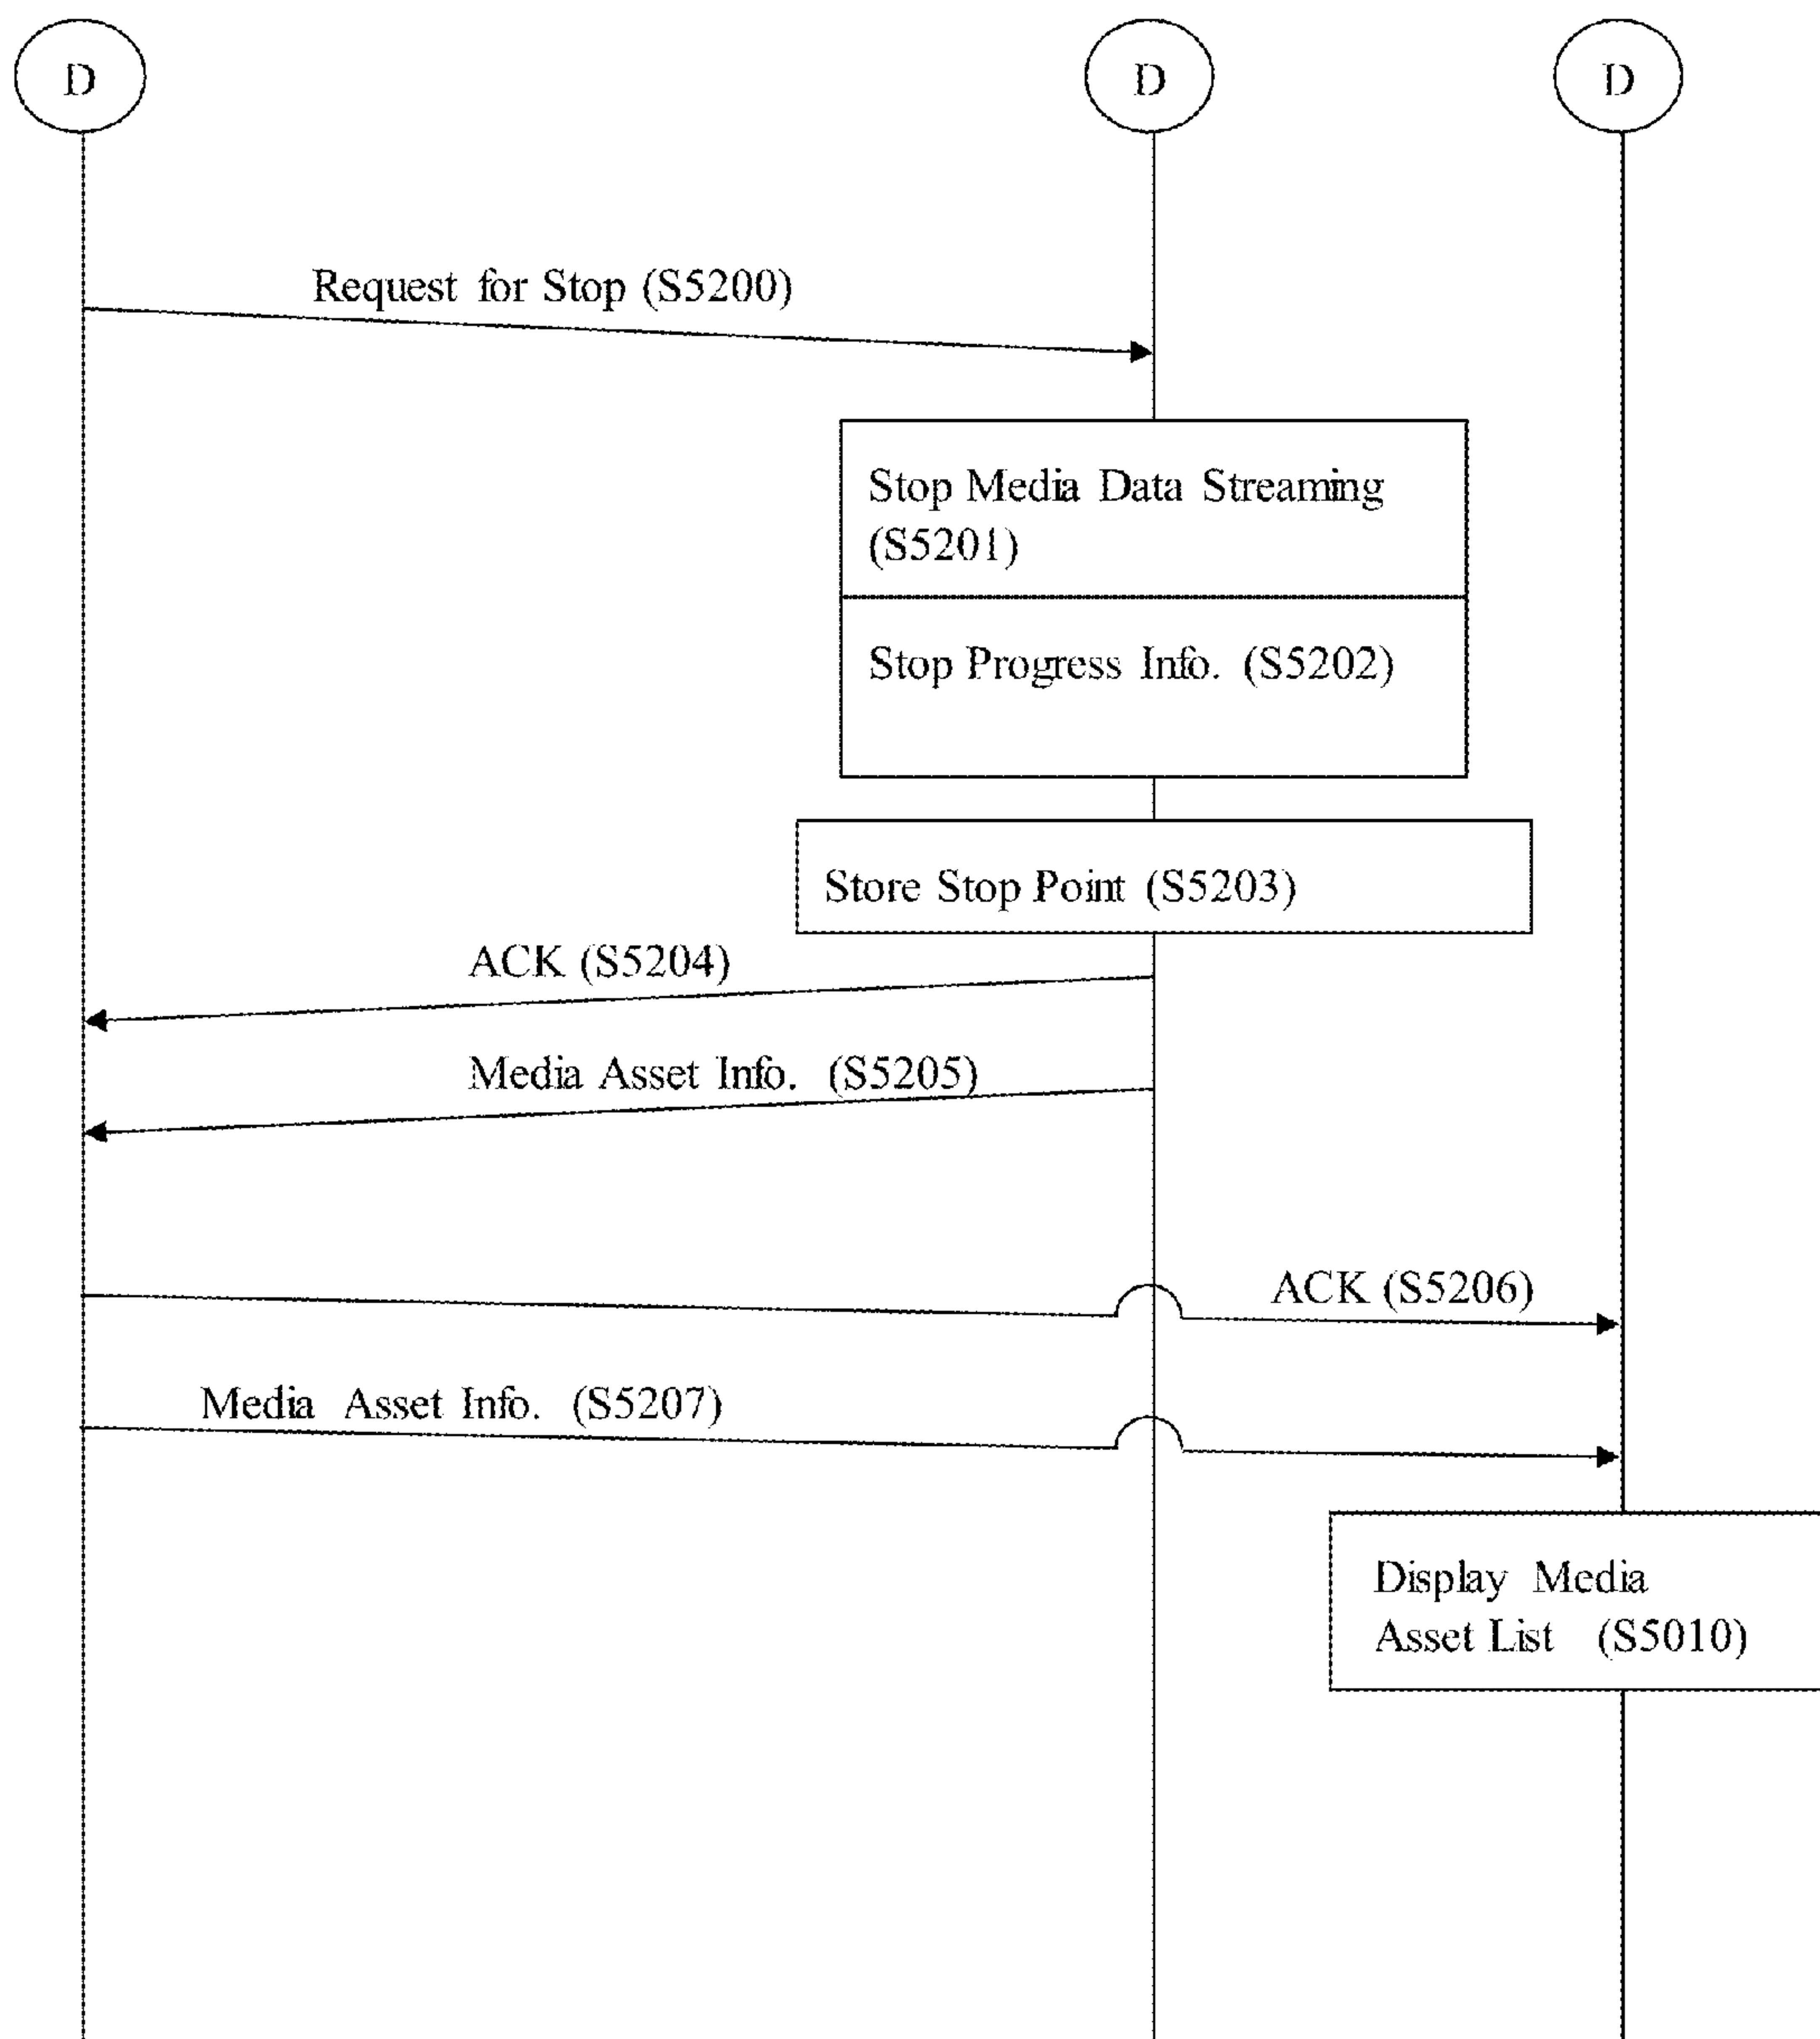 D
D
D
Request for Stop (S5200)
Stop Media Data Streaming
(S5201)
Stop Progress Info. (S5202)
Store Stop Point (S5203)
ACK (S5204)
Media Asset Info. (S5205)
ACK (S5206)
Media Asset Info. (S5207)
Display Media
Asset List (S5010)